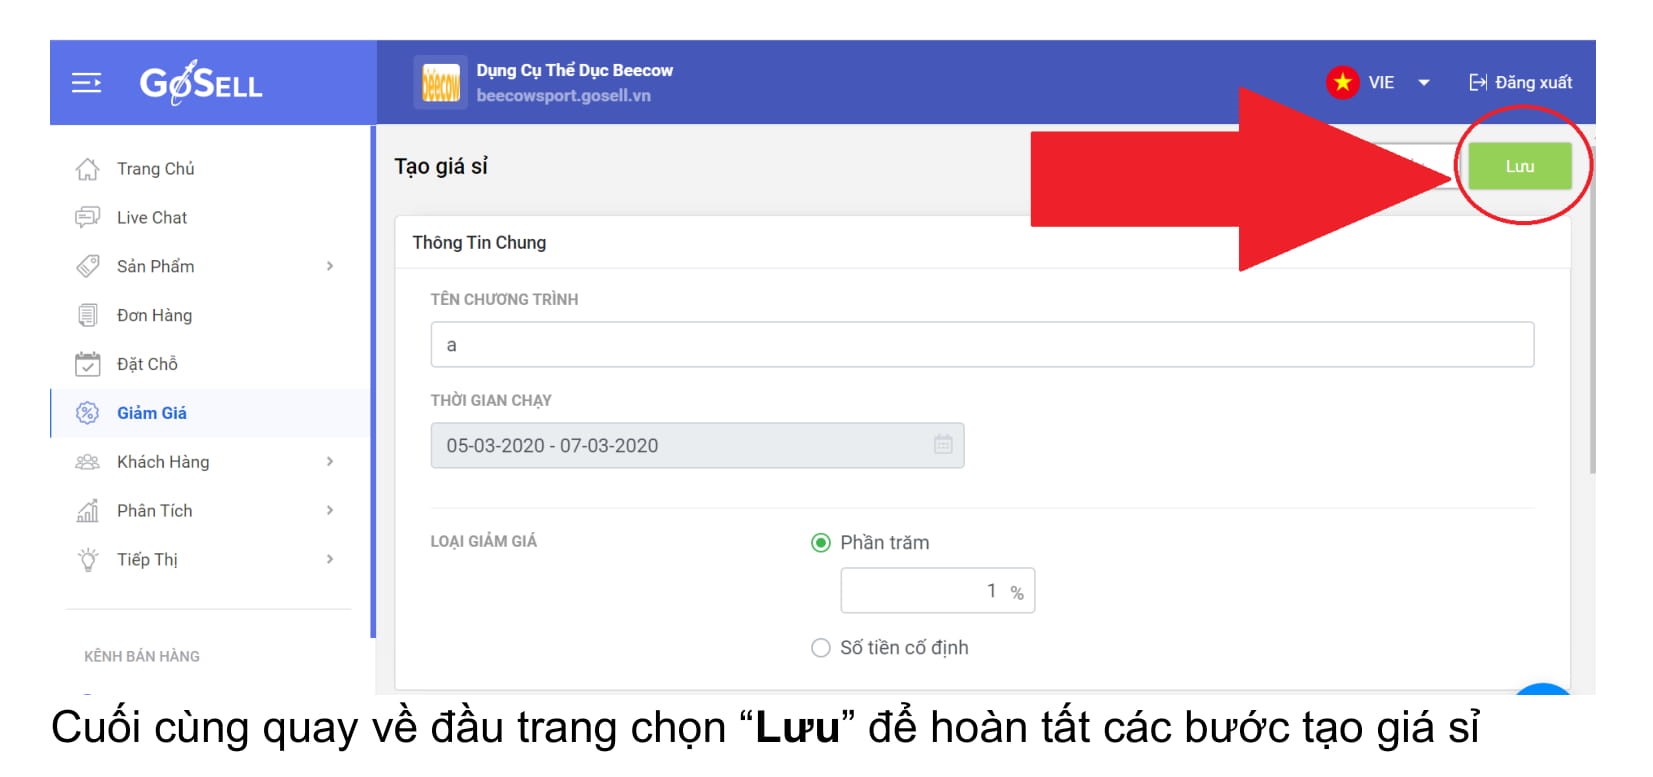 GoSELL
beecow
Dụng Cụ Thể Dục Beecow
beecowsport.gosell.vn
VIE
Đăng xuất
Trang Chủ
Live Chat
Sản Phẩm
Đơn Hàng
Đặt Chỗ
Giảm Giá
Khách Hàng
Phân Tích
Tiếp Thị
KÊNH BÁN HÀNG
Tạo giá sỉ
Lưu
Thông Tin Chung
TÊN CHƯƠNG TRÌNH
a
THỜI GIAN CHẠY
05-03-2020 - 07-03-2020
LOẠI GIẢM GIÁ
Phần trăm
1 %
Số tiền cố định
Cuối cùng quay về đầu trang chọn “Lưu” để hoàn tất các bước tạo giá sỉ